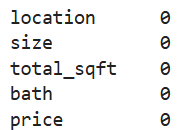 location 0
size 0
total_sqft 0
bath 0
price 0